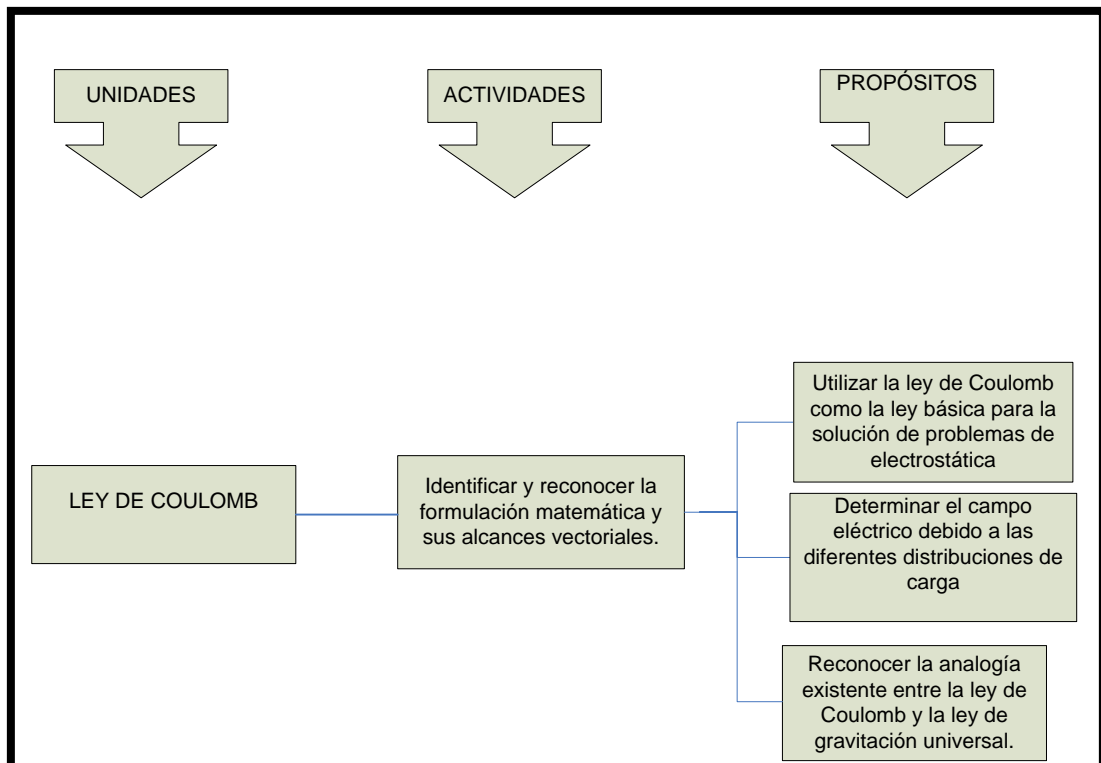 UNIDADES
ACTIVIDADES
PROPÓSITOS
LEY DE COULOMB
Identificar y reconocer la
formulación matemática y
sus alcances vectoriales.
Utilizar la ley de Coulomb
como la ley básica para la
solución de problemas de
electrostática
Determinar el campo
eléctrico debido a las
diferentes distribuciones de
carga
Reconocer la analogía
existente entre la ley de
Coulomb y la ley de
gravitación universal.